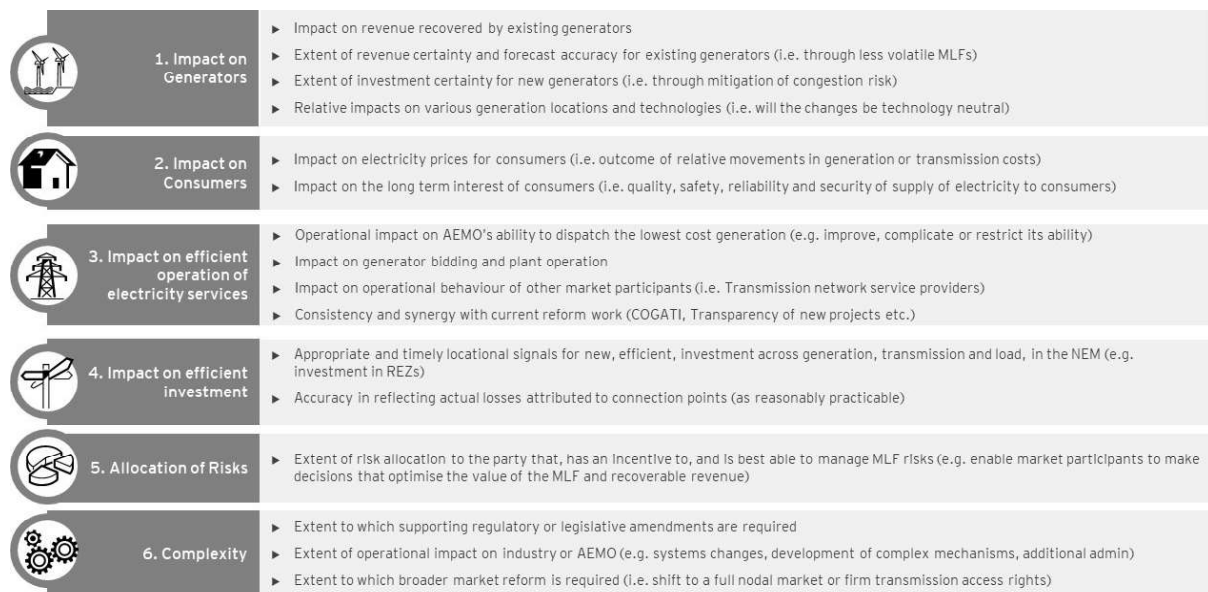 1. Impact on
Generators
► Impact on revenue recovered by existing generators
► Extent of revenue certainty and forecast accuracy for existing generators (i.e. through less volatile MLFs)
► Extent of investment certainty for new generators (i.e. through mitigation of congestion risk)
► Relative impacts on various generation locations and technologies (i.e. will the changes be technology neutral)
2. Impact on
Consumers
► Impact on electricity prices for consumers (i.e. outcome of relative movements in generation or transmission costs)
► Impact on the long term interest of consumers (i.e. quality, safety, reliability and security of supply of electricity to consumers)
3. Impact on efficient
operation of
electricity services
► Operational impact on AEMO's ability to dispatch the lowest cost generation (e.g. improve, complicate or restrict its ability)
► Impact on generator bidding and plant operation
► Impact on operational behaviour of other market participants (i.e. Transmission network service providers)
► Consistency and synergy with current reform work (COGATI, Transparency of new projects etc.)
4. Impact on efficient
investment
► Appropriate and timely locational signals for new, efficient, investment across generation, transmission and load, in the NEM (e.g.
investment in REZs)
► Accuracy in reflecting actual losses attributed to connection points (as reasonably practicable)
5. Allocation of Risks
► Extent of risk allocation to the party that, has an incentive to, and is best able to manage MLF risks (e.g. enable market participants to make
decisions that optimise the value of the MLF and recoverable revenue)
6. Complexity
► Extent to which supporting regulatory or legislative amendments are required
► Extent of operational impact on industry or AEMO (e.g. systems changes, development of complex mechanisms, additional admin)
► Extent to which broader market reform is required (i.e. shift to a full nodal market or firm transmission access rights)